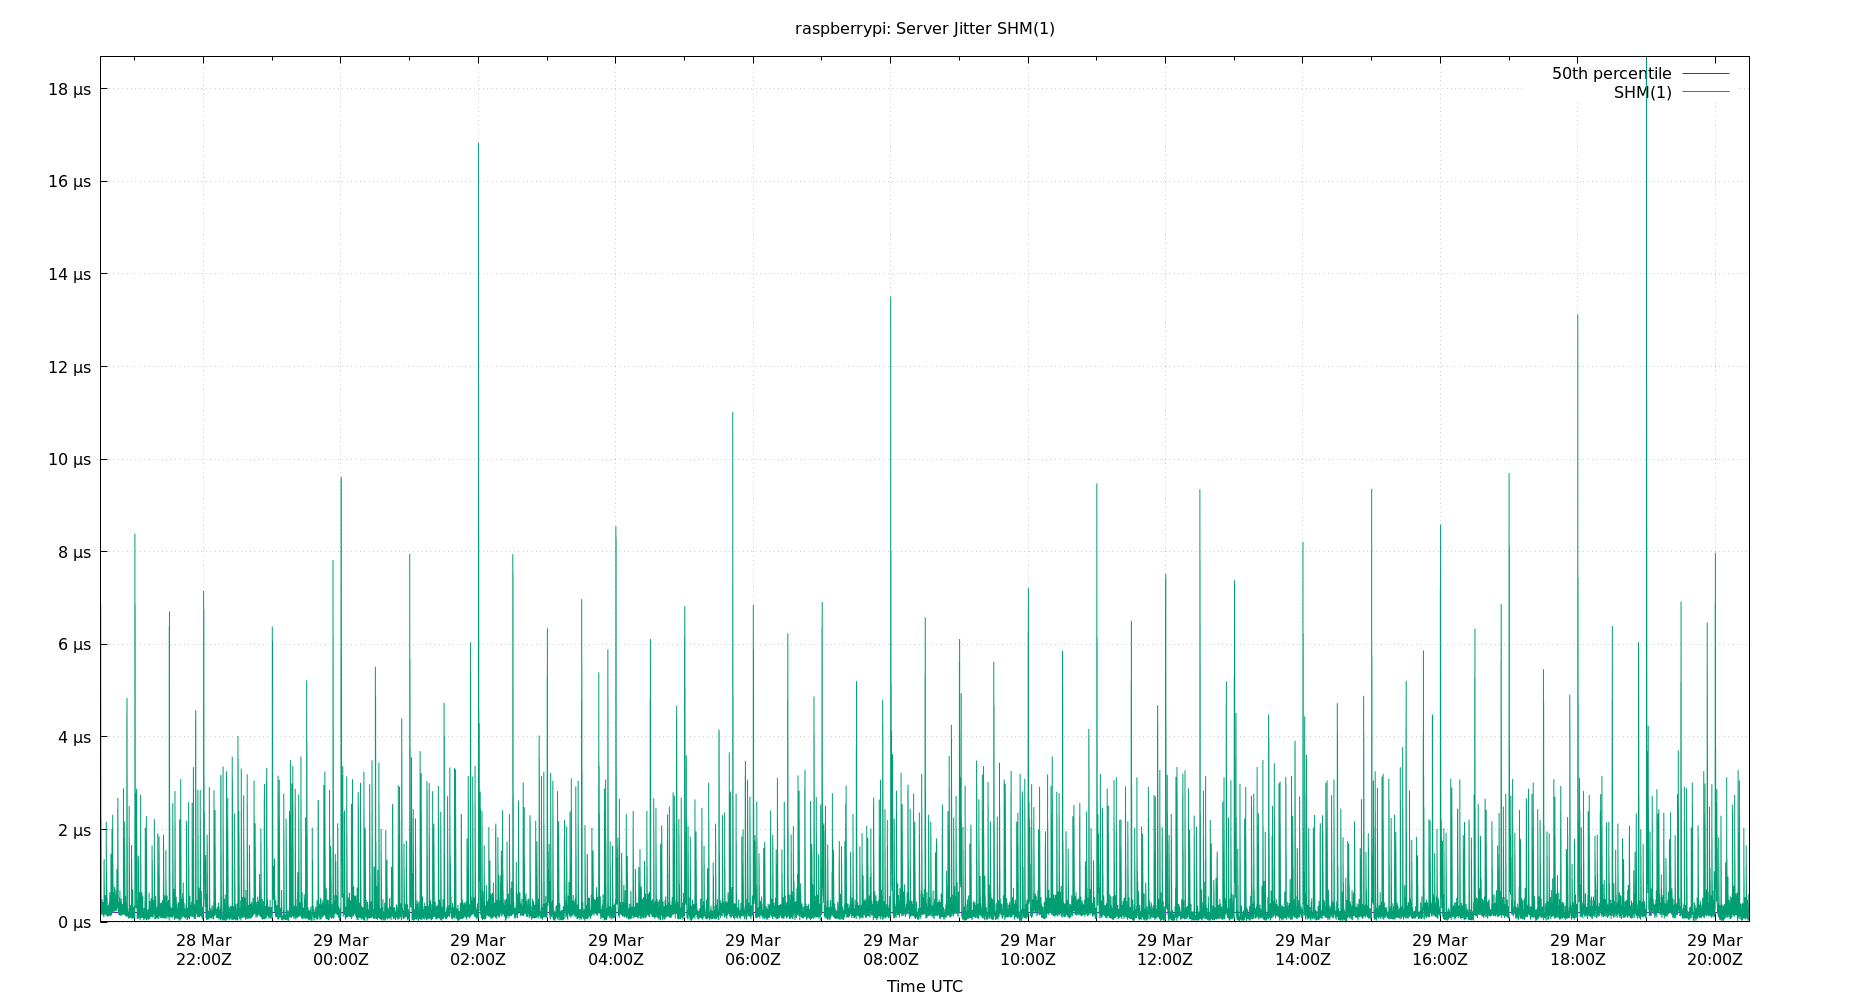 raspberrypi: Server Jitter SHM(1)
50th percentile
SHM(1)
18 µs
16 µs
14 µs
12 µs
10 µs
8 µs
6 µs
4 µs
2 µs
0 µs
28 Mar 29 Mar 29 Mar 29 Mar 29 Mar 29 Mar 29 Mar 29 Mar 29 Mar 29 Mar 29 Mar 29 Mar
22:00Z 00:00Z 02:00Z 04:00Z 06:00Z 08:00Z 10:00Z 12:00Z 14:00Z 16:00Z 18:00Z 20:00Z
Time UTC